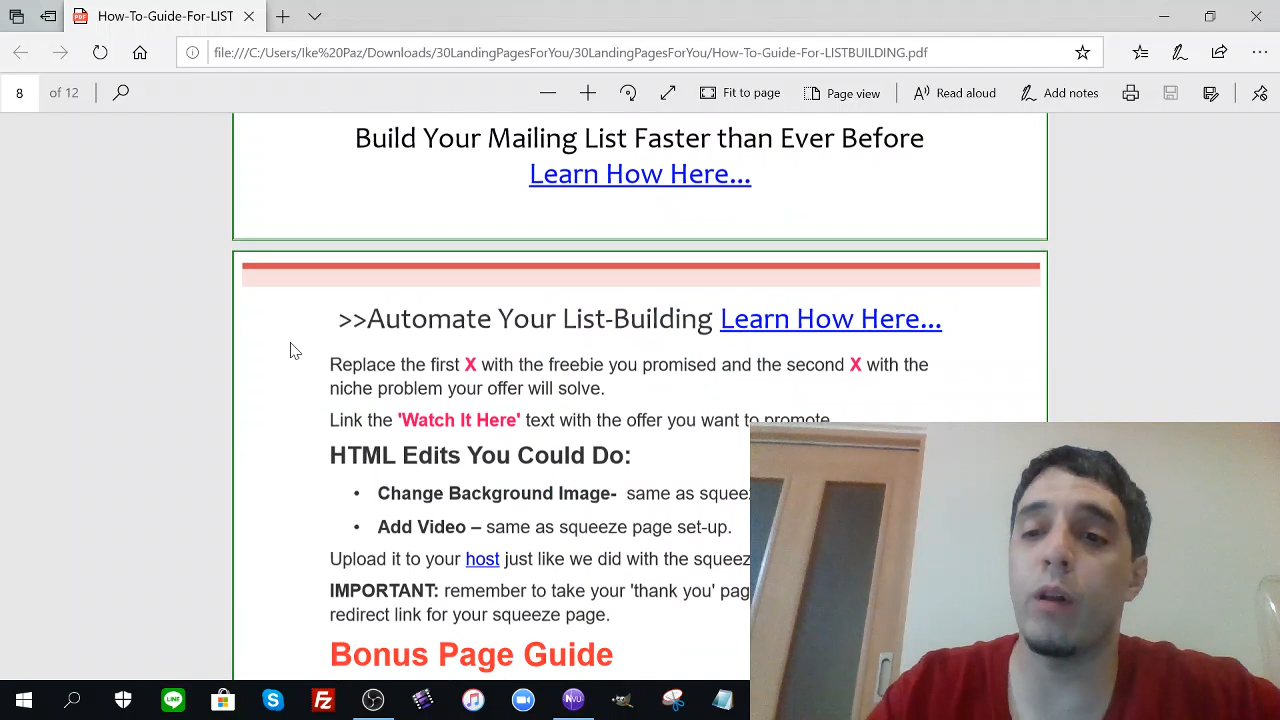 How-To-Guide-For-LIST
file:///C:/Users/Ike%20Paz/Downloads/30LandingPagesForYou/30LandingPagesForYou/How-To-Guide-For-LISTBUILDING.pdf
8 of 12
Fit to page
Page view
Read aloud
Add notes
Build Your Mailing List Faster than Ever Before
Learn How Here...
>>Automate Your List-Building Learn How Here...
Replace the first X with the freebie you promised and the second X with the
niche problem your offer will solve.
Link the 'Watch It Here' text with the offer you want to promote.
HTML Edits You Could Do:
• Change Background Image- same as squee
• Add Video – same as squeeze page set-up.
Upload it to your host just like we did with the squeez
IMPORTANT: remember to take your 'thank you' pag
redirect link for your squeeze page.
Bonus Page Guide
LINE
Fz
NVU